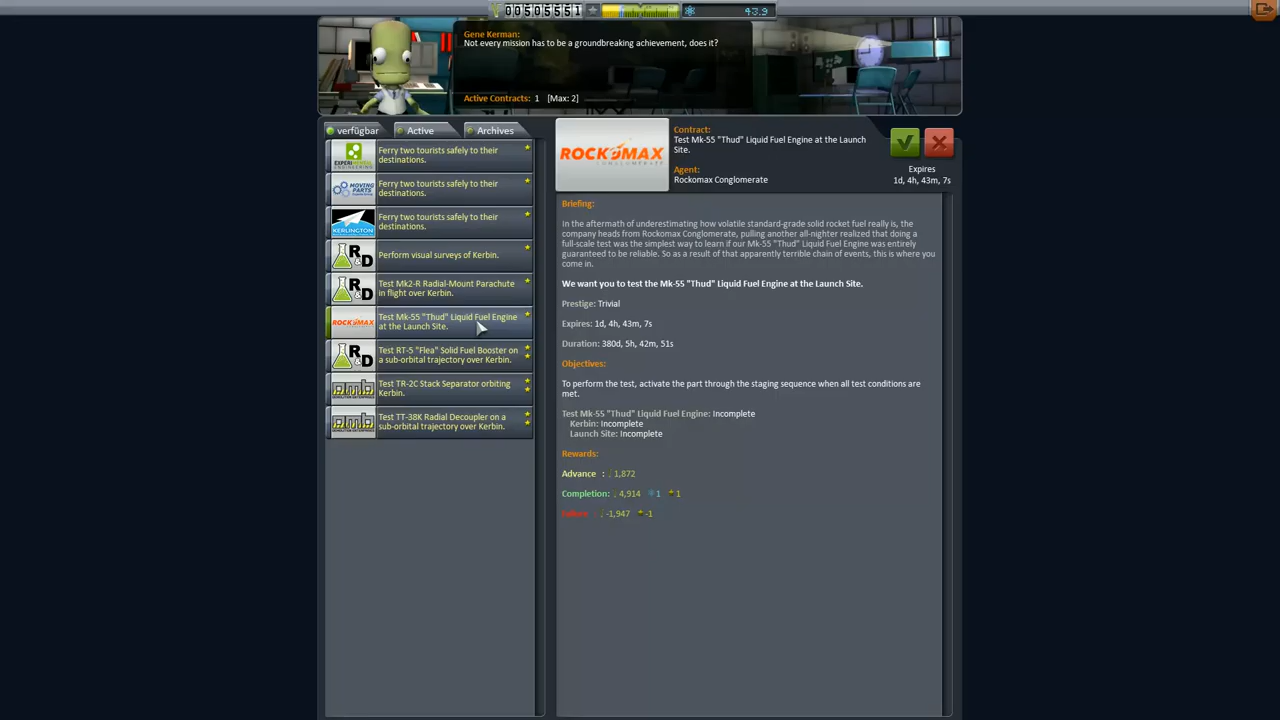 00505551
43.9
Gene Kerman:
Not every mission has to be a groundbreaking achievement, does it?
Active Contracts: 1 [Max: 2]
verfügbar
Active
Archives
Ferry two tourists safely to their
destinations.
MOVING PARTS
Ferry two tourists safely to their
destinations.
KERLINGTON
Ferry two tourists safely to their
destinations.
R&D
Perform visual surveys of Kerbin.
R&D
Test Mk2-R Radial-Mount Parachute
in flight over Kerbin.
ROCKOMAX
Test Mk-55 "Thud" Liquid Fuel Engine
at the Launch Site.
R&D
Test RT-5 "Flea" Solid Fuel Booster on
a sub-orbital trajectory over Kerbin.
Test TR-2C Stack Separator orbiting
Kerbin.
Test TT-38K Radial Decoupler on a
sub-orbital trajectory over Kerbin.
ROCKOMAX
CONGLOMERATE
Contract:
Test Mk-55 "Thud" Liquid Fuel Engine at the Launch
Site.
Agent:
Rockomax Conglomerate
Expires
1d, 4h, 43m, 7s
Briefing:
In the aftermath of underestimating how volatile standard-grade solid rocket fuel really is, the
company heads from Rockomax Conglomerate, pulling another all-nighter realized that doing a
full-scale test was the simplest way to learn if our Mk-55 "Thud" Liquid Fuel Engine was entirely
guaranteed to be reliable. So as a result of that apparently terrible chain of events, this is where you
come in.
We want you to test the Mk-55 "Thud" Liquid Fuel Engine at the Launch Site.
Prestige: Trivial
Expires: 1d, 4h, 43m, 7s
Duration: 380d, 5h, 42m, 51s
Objectives:
To perform the test, activate the part through the staging sequence when all test conditions are
met.
Test Mk-55 "Thud" Liquid Fuel Engine: Incomplete
Kerbin: Incomplete
Launch Site: Incomplete
Rewards:
Advance : 1,872
Completion: 4,914 1 1
Failure : -1,947 -1